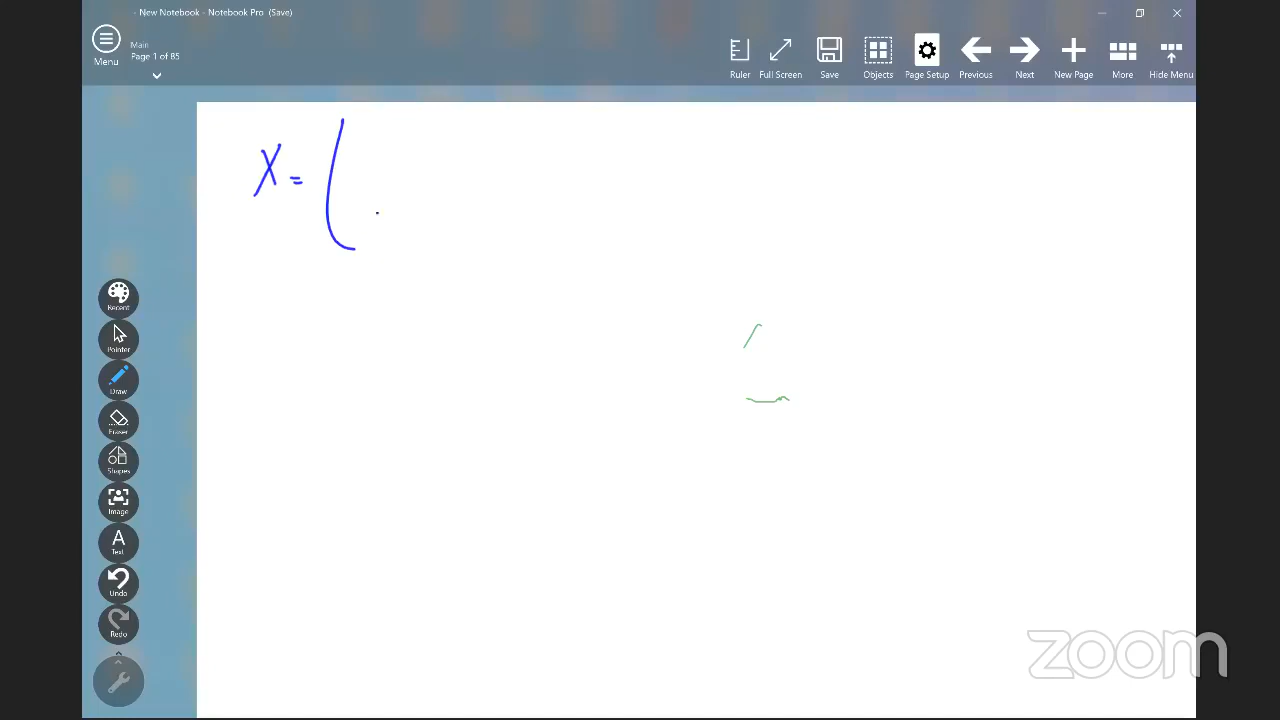 - New Notebook - Notebook Pro (Save)
Menu
Main
Page 1 of 85
Ruler
Full Screen
Save
Objects
Page Setup
Previous
Next
New Page
More
Hide Menu
X = (
Recent
Pointer
Draw
Eraser
Shapes
Image
A
Text
Undo
Redo
zoom